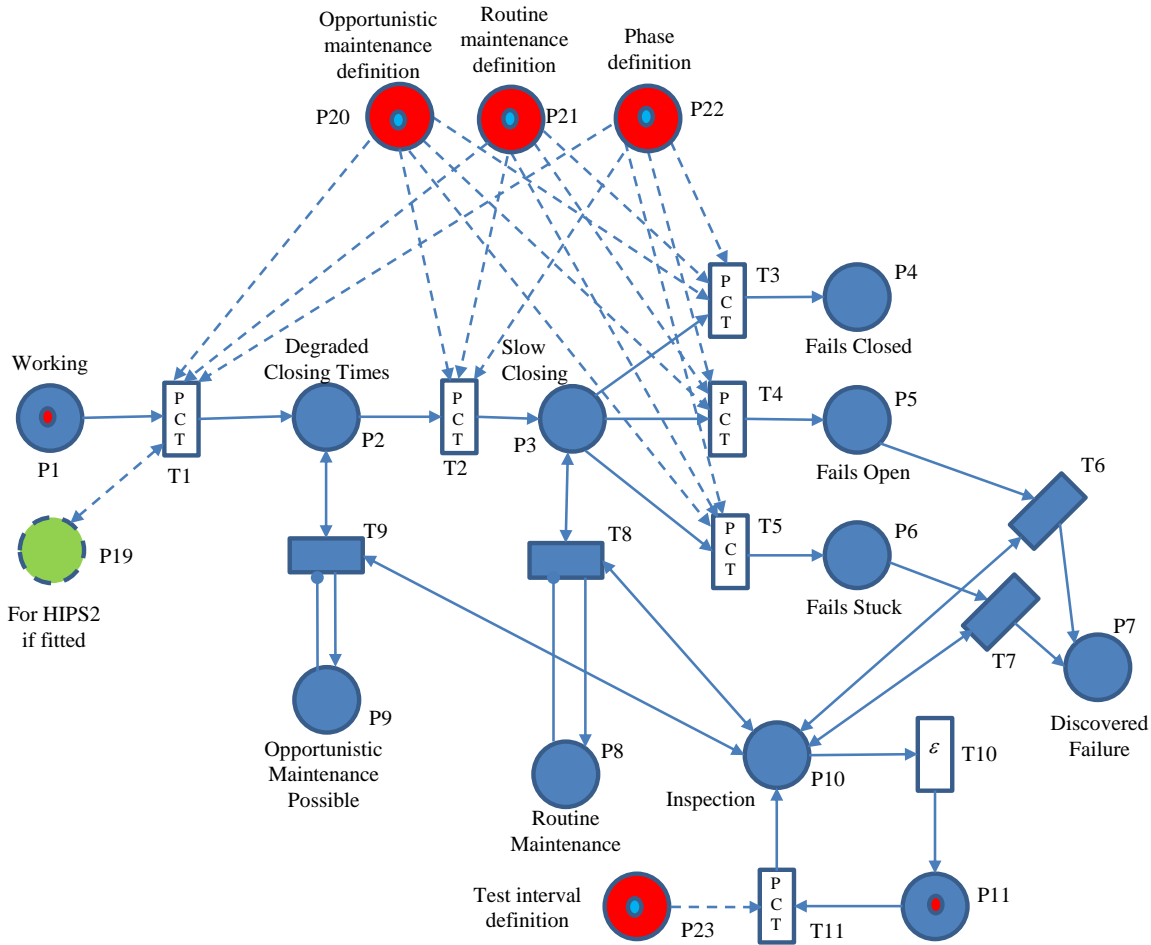 Opportunistic
maintenance
definition
Routine
maintenance
definition
Phase
definition
P20
P21
P22
P
C
T
T3
P4
Fails Closed
Working
P1
P
C
T
T1
Degraded
Closing Times
P2
P
C
T
T2
Slow
Closing
P3
P
C
T
T4
P5
Fails Open
T6
P19
For HIPS2
if fitted
T9
T8
P
C
T
T5
P6
Fails Stuck
T7
P7
Discovered
Failure
P9
Opportunistic
Maintenance
Possible
P8
Routine
Maintenance
P10
Inspection
ε
T10
Test interval
definition
P23
P
C
T
T11
P11